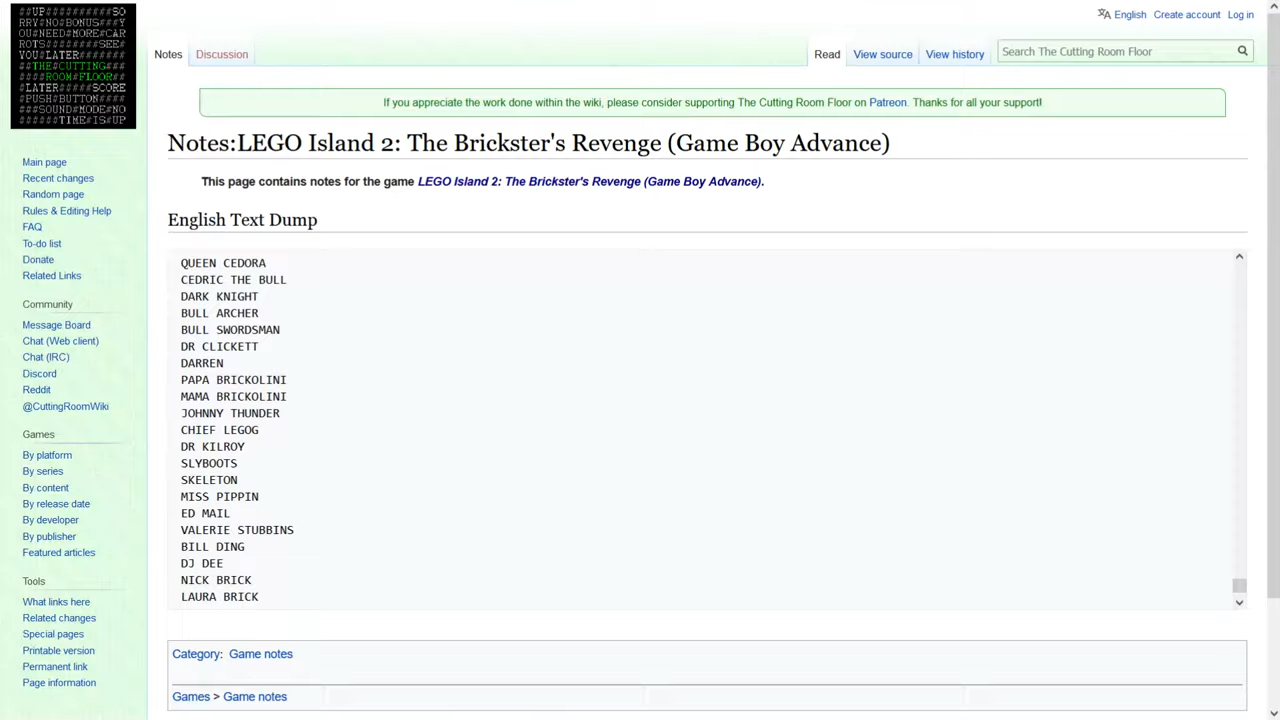 ##UP########SO
RRY#NO#BONUS###Y
OU#NEED#MORE#CAR
ROTS######SEE#
YOU#LATER#######
##THE#CUTTING###
####ROOM#FLOOR##
#LATER#####SCORE
#PUSH#BUTTON####
###SOUND#MODE#NO
######TIME#IS#UP
English Create account Log in
Notes Discussion Read View source View history Search The Cutting Room Floor
If you appreciate the work done within the wiki, please consider supporting The Cutting Room Floor on Patreon. Thanks for all your support!
Notes:LEGO Island 2: The Brickster's Revenge (Game Boy Advance)
This page contains notes for the game LEGO Island 2: The Brickster's Revenge (Game Boy Advance).
English Text Dump
QUEEN CEDORA
CEDRIC THE BULL
DARK KNIGHT
BULL ARCHER
BULL SWORDSMAN
DR CLICKETT
DARREN
PAPA BRICKOLINI
MAMA BRICKOLINI
JOHNNY THUNDER
CHIEF LEGOG
DR KILROY
SLYBOOTS
SKELETON
MISS PIPPIN
ED MAIL
VALERIE STUBBINS
BILL DING
DJ DEE
NICK BRICK
LAURA BRICK
Category: Game notes
Games > Game notes
Main page
Recent changes
Random page
Rules & Editing Help
FAQ
To-do list
Donate
Related Links
Community
Message Board
Chat (Web client)
Chat (IRC)
Discord
Reddit
@CuttingRoomWiki
Games
By platform
By series
By content
By release date
By developer
By publisher
Featured articles
Tools
What links here
Related changes
Special pages
Printable version
Permanent link
Page information